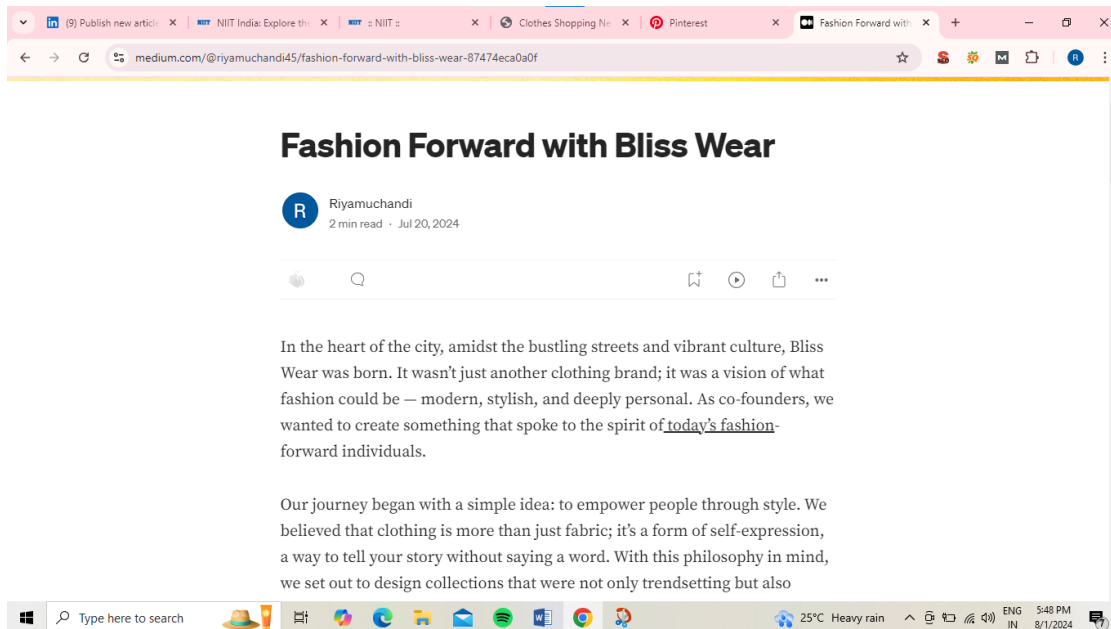 (9) Publish new article
NIIT India: Explore the
:: NIIT ::
Clothes Shopping Ne
Pinterest
Fashion Forward with
medium.com/@riyamuchandi45/fashion-forward-with-bliss-wear-87474eca0a0f
R
Fashion Forward with Bliss Wear
R
Riyamuchandi
2 min read · Jul 20, 2024
In the heart of the city, amidst the bustling streets and vibrant culture, Bliss
Wear was born. It wasn’t just another clothing brand; it was a vision of what
fashion could be — modern, stylish, and deeply personal. As co-founders, we
wanted to create something that spoke to the spirit of today’s fashion-
forward individuals.
Our journey began with a simple idea: to empower people through style. We
believed that clothing is more than just fabric; it’s a form of self-expression,
a way to tell your story without saying a word. With this philosophy in mind,
we set out to design collections that were not only trendsetting but also
Type here to search
25°C Heavy rain
ENG
IN
5:48 PM
8/1/2024